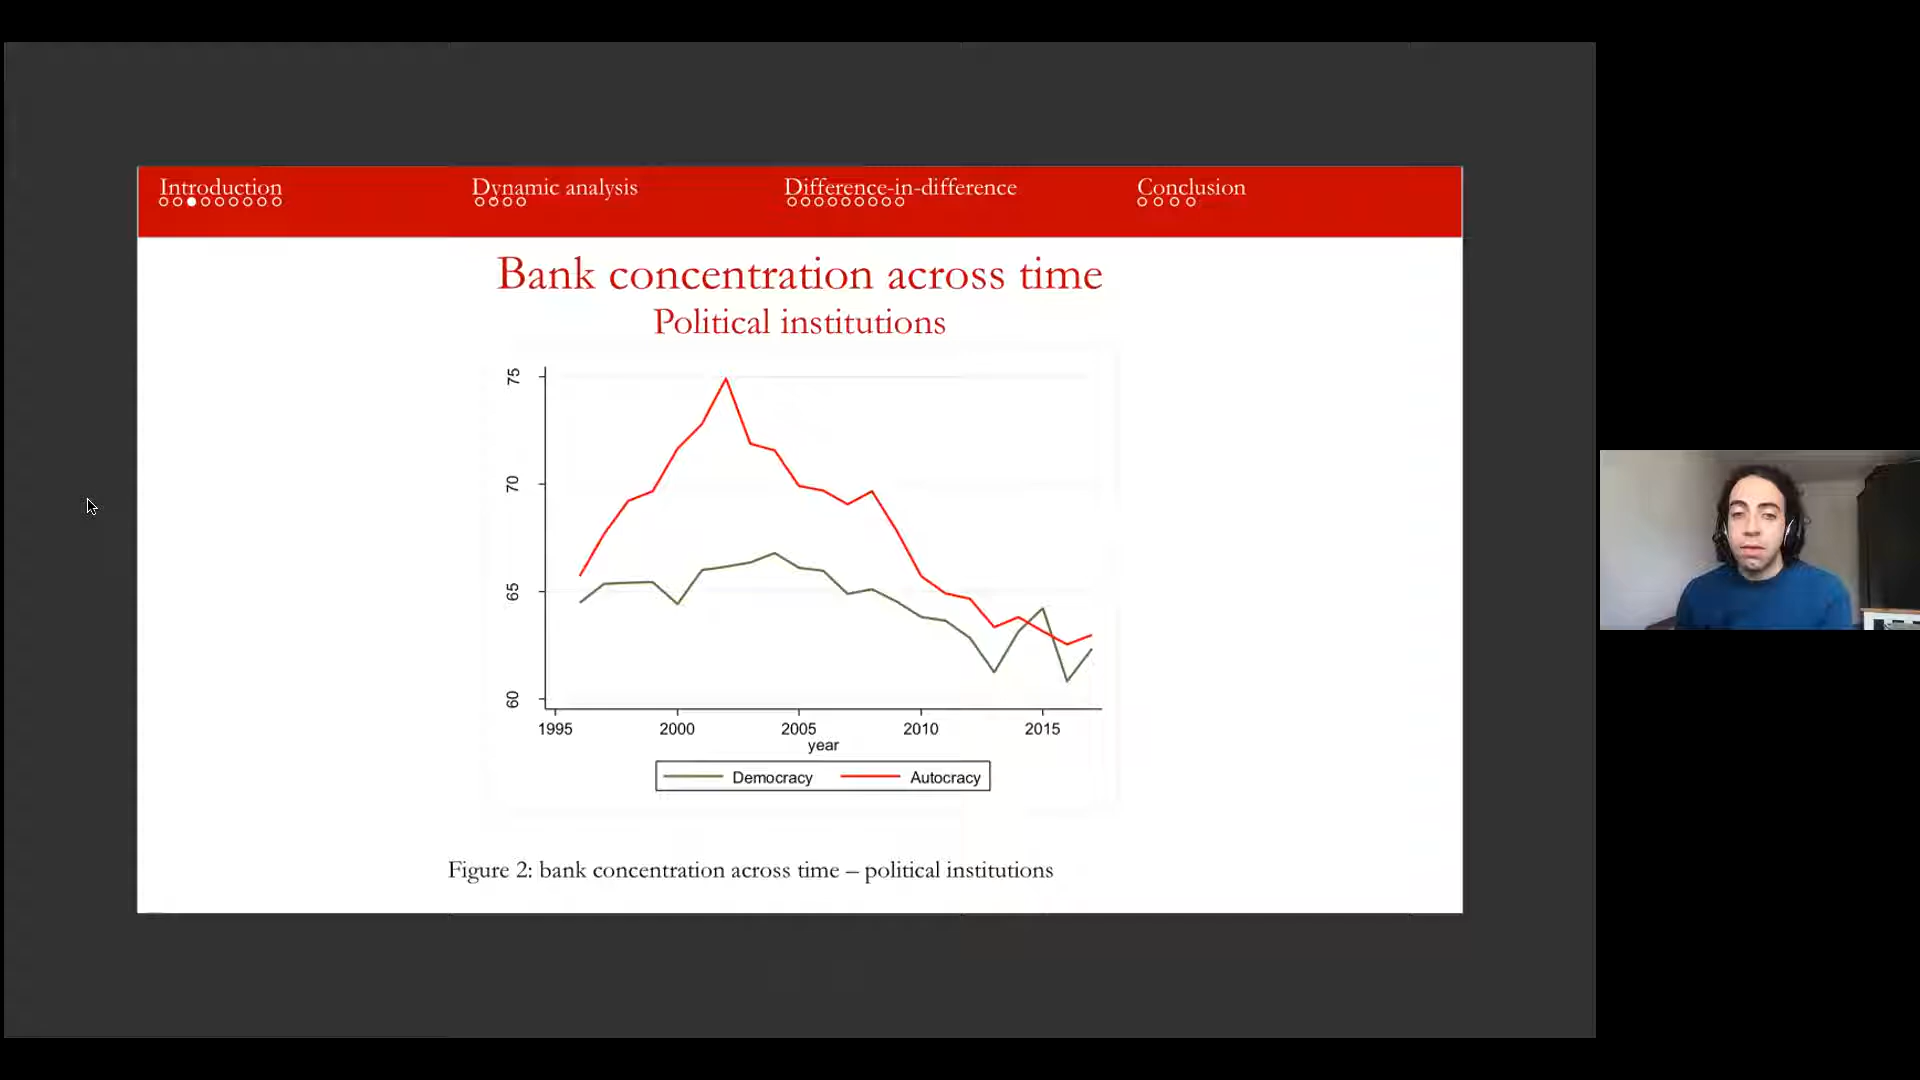 Introduction
Dynamic analysis
Difference-in-difference
Conclusion
Bank concentration across time
Political institutions
75
70
65
60
1995 2000 2005 2010 2015
year
Democracy Autocracy
Figure 2: bank concentration across time – political institutions